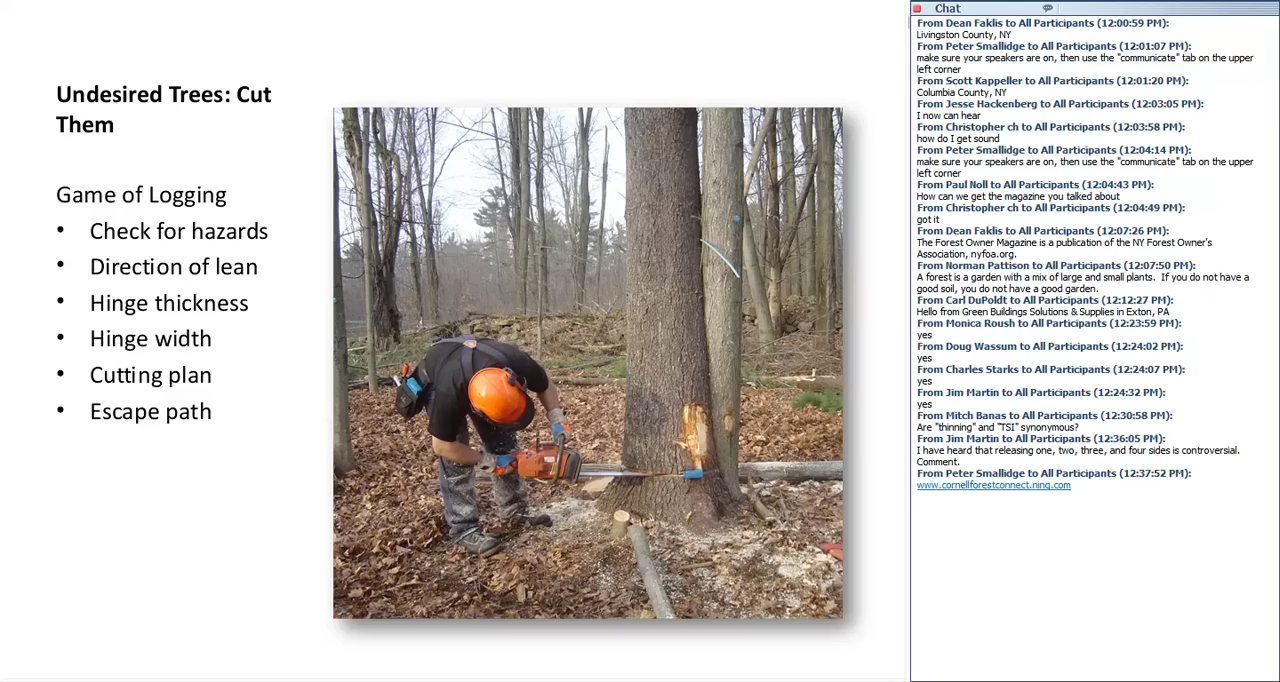 Undesired Trees: Cut
Them
Game of Logging
• Check for hazards
• Direction of lean
• Hinge thickness
• Hinge width
• Cutting plan
• Escape path
Chat
From Dean Faklis to All Participants (12:00:59 PM):
Livingston County, NY
From Peter Smallidge to All Participants (12:01:07 PM):
make sure your speakers are on, then use the "communicate" tab on the upper
left corner
From Scott Kappeller to All Participants (12:01:20 PM):
Columbia County, NY
From Jesse Hackenberg to All Participants (12:03:05 PM):
I now can hear
From Christopher ch to All Participants (12:03:58 PM):
how do I get sound
From Peter Smallidge to All Participants (12:04:14 PM):
make sure your speakers are on, then use the "communicate" tab on the upper
left corner
From Paul Noll to All Participants (12:04:43 PM):
How can we get the magazine you talked about
From Christopher ch to All Participants (12:04:49 PM):
got it
From Dean Faklis to All Participants (12:07:26 PM):
The Forest Owner Magazine is a publication of the NY Forest Owner's
Association, nyfoa.org.
From Norman Pattison to All Participants (12:07:50 PM):
A forest is a garden with a mix of large and small plants.  If you do not have a
good soil, you do not have a good garden.
From Carl DuPoldt to All Participants (12:12:27 PM):
Hello from Green Buildings Solutions & Supplies in Exton, PA
From Monica Roush to All Participants (12:23:59 PM):
yes
From Doug Wassum to All Participants (12:24:02 PM):
yes
From Charles Starks to All Participants (12:24:07 PM):
yes
From Jim Martin to All Participants (12:24:32 PM):
yes
From Mitch Banas to All Participants (12:30:58 PM):
Are "thinning" and "TSI" synonymous?
From Jim Martin to All Participants (12:36:05 PM):
I have heard that releasing one, two, three, and four sides is controversial.
Comment.
From Peter Smallidge to All Participants (12:37:52 PM):
www.cornellforestconnect.ning.com